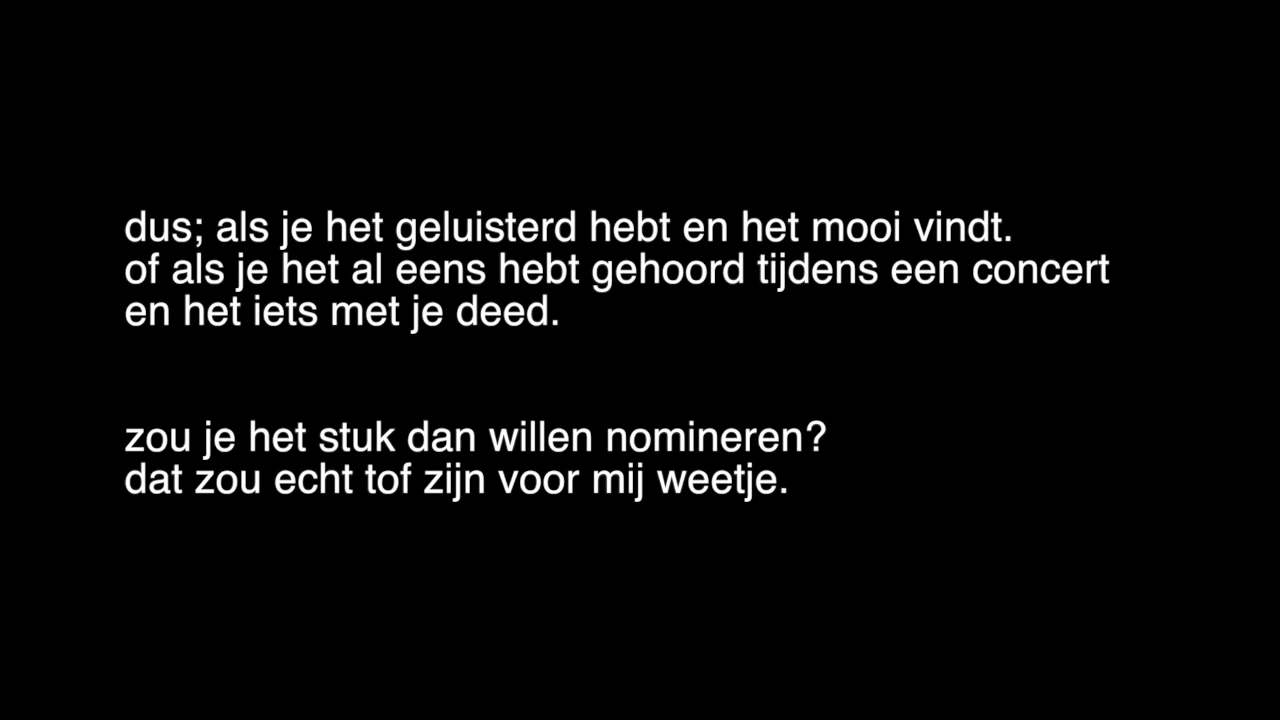 dus; als je het geluisterd hebt en het mooi vindt.
of als je het al eens hebt gehoord tijdens een concert
en het iets met je deed.
zou je het stuk dan willen nomineren?
dat zou echt tof zijn voor mij weetje.